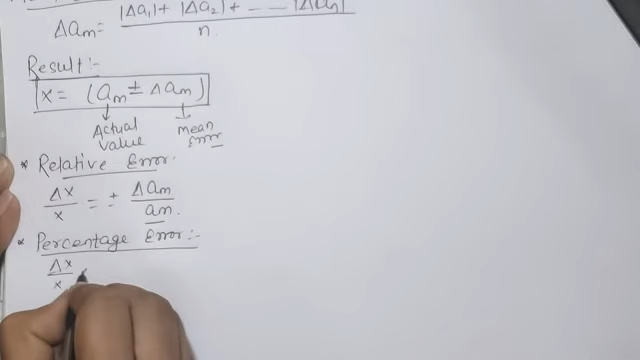 Δam = |Δa₁| + |Δa₂| + ---- |Δan| / n
Result:-
x = (am ± Δam)
Actual value
mean Error
* Relative Error.
Δx / x = ± Δam / am.
* Percentage Error:-
Δx / x